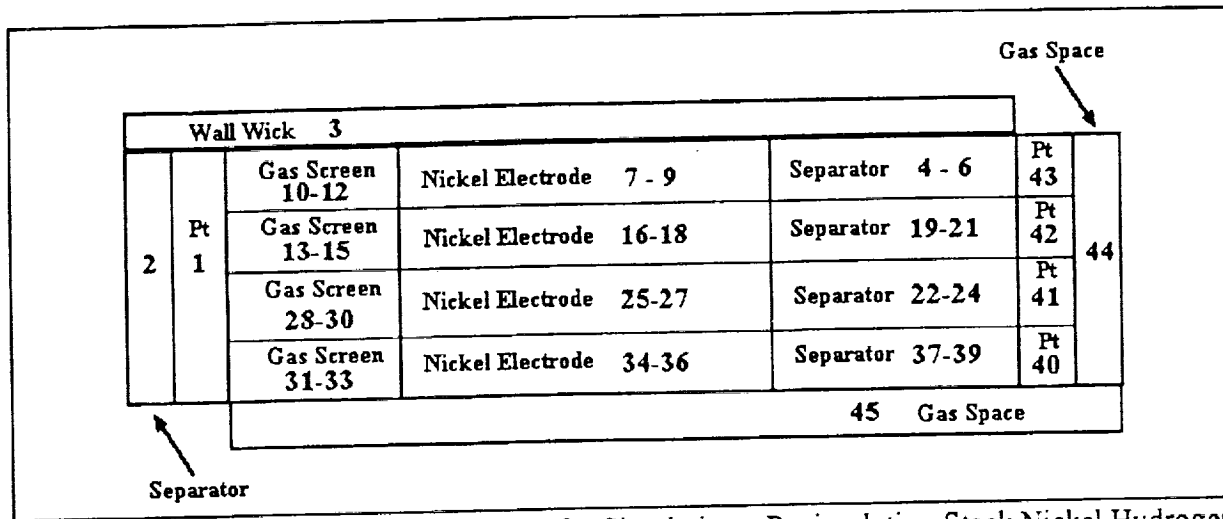 Gas Space
Wall Wick 3
2
Pt
1
Gas Screen
10-12
Nickel Electrode 7 - 9
Separator 4 - 6
Pt
43
Gas Screen
13-15
Nickel Electrode 16-18
Separator 19-21
Pt
42
44
Gas Screen
28-30
Nickel Electrode 25-27
Separator 22-24
Pt
41
Gas Screen
31-33
Nickel Electrode 34-36
Separator 37-39
Pt
40
45 Gas Space
Separator
Stack Nickel Hydrogen